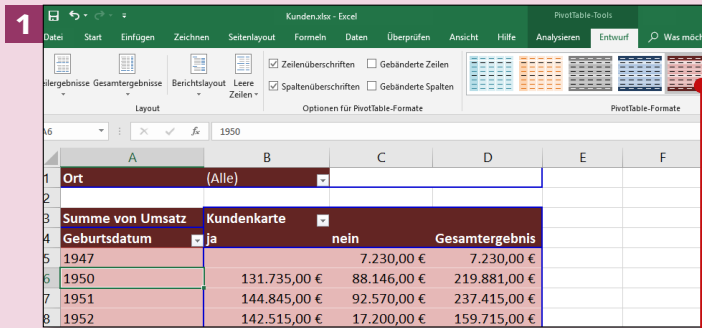 1
Kunden.xlsx - Excel
PivotTable-Tools
Datei Start Einfügen Zeichnen Seitenlayout Formeln Daten Überprüfen Ansicht Hilfe Analysieren Entwurf Was möch
eilergebnisse Gesamtergebnisse Berichtslayout Leere Zeilen
Zeilenüberschriften Gebänderte Zeilen
Spaltenüberschriften Gebänderte Spalten
Layout Optionen für PivotTable-Formate PivotTable-Formate
A6 fx 1950
A B C D E F
1 Ort (Alle)
2
3 Summe von Umsatz Kundenkarte
4 Geburtsdatum ja nein Gesamtergebnis
5 1947 7.230,00 € 7.230,00 €
6 1950 131.735,00 € 88.146,00 € 219.881,00 €
7 1951 144.845,00 € 92.570,00 € 237.415,00 €
8 1952 142.515,00 € 17.200,00 € 159.715,00 €